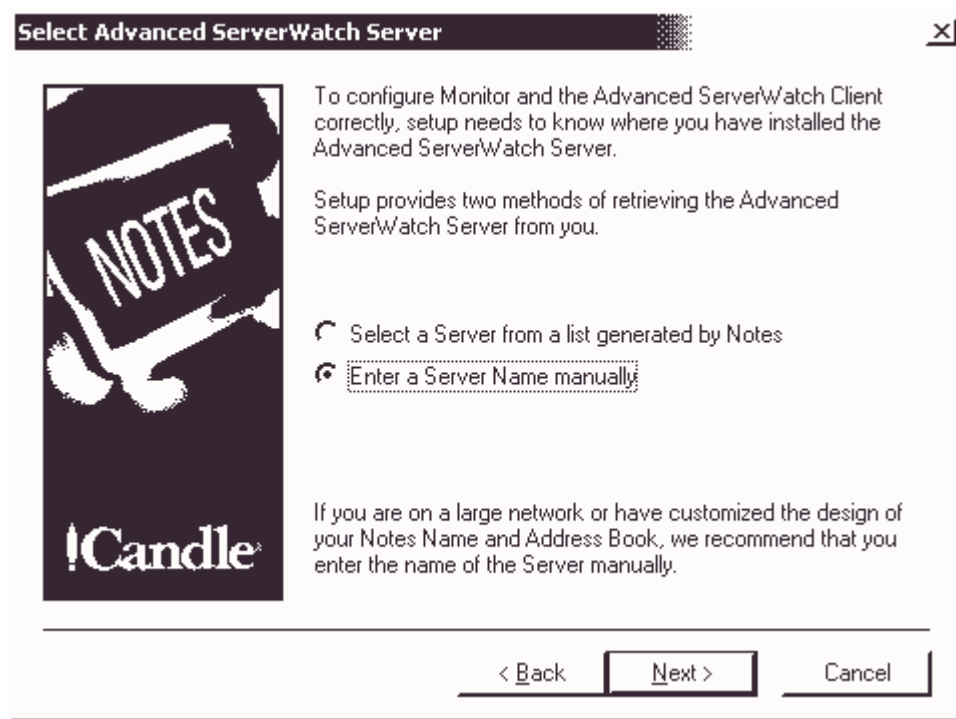 Select Advanced ServerWatch Server
To configure Monitor and the Advanced ServerWatch Client
correctly, setup needs to know where you have installed the
Advanced ServerWatch Server.
Setup provides two methods of retrieving the Advanced
ServerWatch Server from you.
NOTES
Select a Server from a list generated by Notes
Enter a Server Name manually
If you are on a large network or have customized the design of
your Notes Name and Address Book, we recommend that you
enter the name of the Server manually.
Candle
< Back
Next >
Cancel